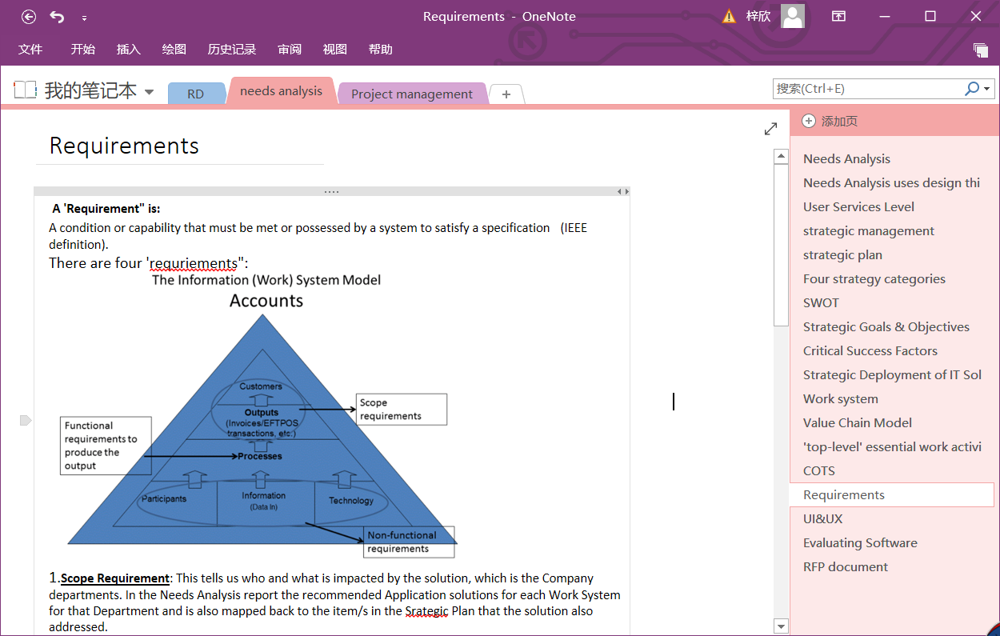 Requirements - OneNote
梓欣
文件 开始 插入 绘图 历史记录 审阅 视图 帮助
我的笔记本
RD
needs analysis
Project management
搜索(Ctrl+E)
Requirements
A 'Requirement" is:
A condition or capability that must be met or possessed by a system to satisfy a specification (IEEE
definition).
There are four 'requriements":
The Information (Work) System Model
Accounts
Customers
Outputs
(Invoices/EFTPOS
transactions, etc.)
Processes
Participants
Information
(Data In)
Technology
Scope
requirements
Functional
requirements to
produce the
output
Non-functional
requirements
1.Scope Requirement: This tells us who and what is impacted by the solution, which is the Company
departments. In the Needs Analysis report the recommended Application solutions for each Work System
for that Department and is also mapped back to the item/s in the Srategic Plan that the solution also
addressed.
添加页
Needs Analysis
Needs Analysis uses design thi
User Services Level
strategic management
strategic plan
Four strategy categories
SWOT
Strategic Goals & Objectives
Critical Success Factors
Strategic Deployment of IT Sol
Work system
Value Chain Model
'top-level' essential work activi
COTS
Requirements
UI&UX
Evaluating Software
RFP document